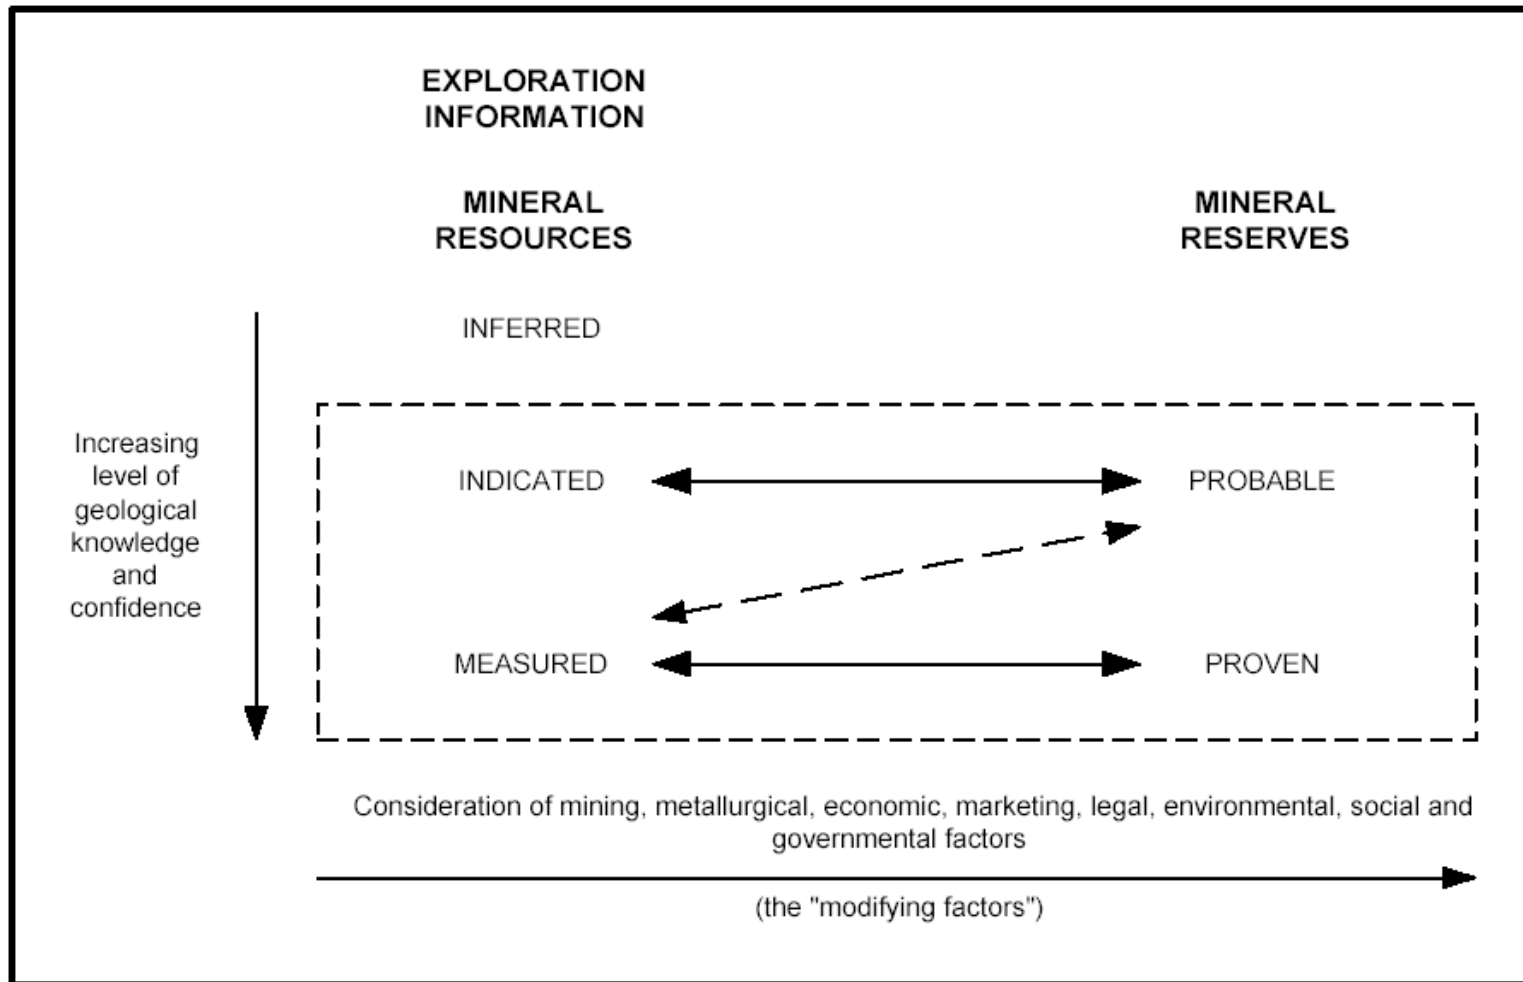 EXPLORATION
INFORMATION
MINERAL
RESOURCES
MINERAL
RESERVES
INFERRED
Increasing
level of
geological
knowledge
and
confidence
INDICATED
PROBABLE
MEASURED
PROVEN
Consideration of mining, metallurgical, economic, marketing, legal, environmental, social and
governmental factors
(the "modifying factors")